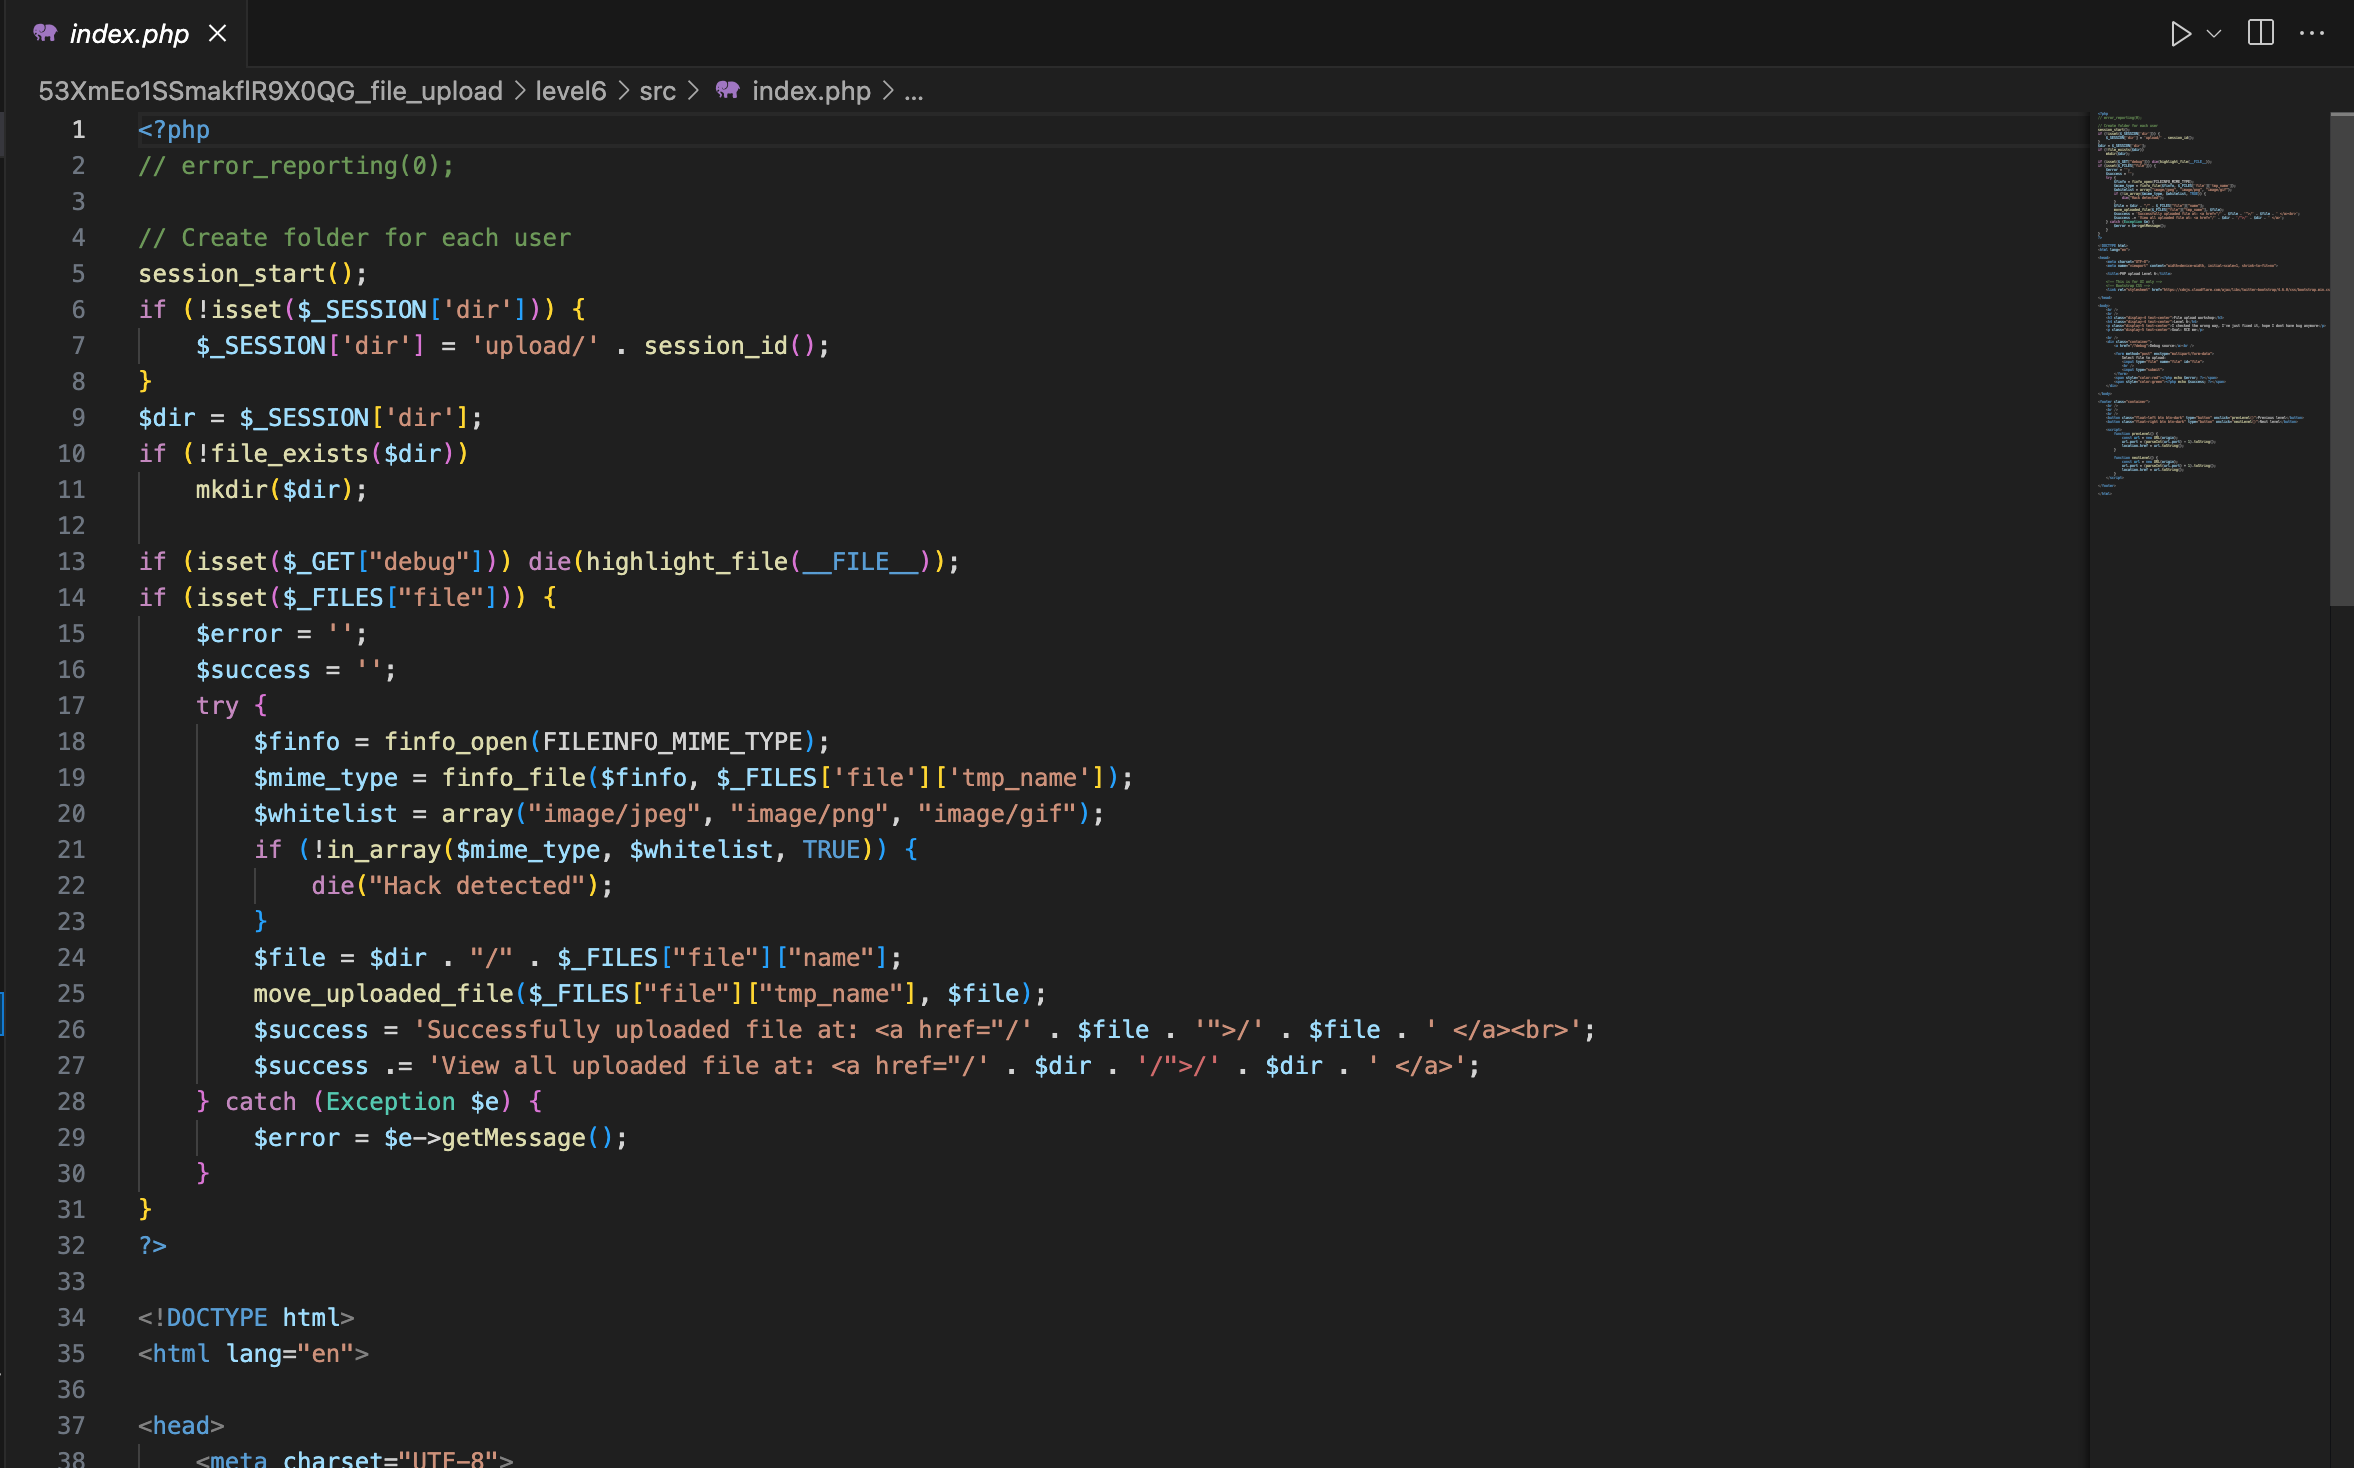 index.php
53XmEo1SSmakflR9X0QG_file_upload > level6 > src > index.php > ...
1 <?php
2 // error_reporting(0);
3
4 // Create folder for each user
5 session_start();
6 if (!isset($_SESSION['dir'])) {
7     $_SESSION['dir'] = 'upload/' . session_id();
8 }
9 $dir = $_SESSION['dir'];
10 if (!file_exists($dir))
11     mkdir($dir);
12
13 if (isset($_GET["debug"])) die(highlight_file(__FILE__));
14 if (isset($_FILES["file"])) {
15     $error = '';
16     $success = '';
17     try {
18         $finfo = finfo_open(FILEINFO_MIME_TYPE);
19         $mime_type = finfo_file($finfo, $_FILES['file']['tmp_name']);
20         $whitelist = array("image/jpeg", "image/png", "image/gif");
21         if (!in_array($mime_type, $whitelist, TRUE)) {
22             die("Hack detected");
23         }
24         $file = $dir . "/" . $_FILES["file"]["name"];
25         move_uploaded_file($_FILES["file"]["tmp_name"], $file);
26         $success = 'Successfully uploaded file at: <a href="/' . $file . '">/' . $file . ' </a><br>';
27         $success .= 'View all uploaded file at: <a href="/' . $dir . '/">/' . $dir . ' </a>';
28     } catch (Exception $e) {
29         $error = $e->getMessage();
30     }
31 }
32 ?>
33
34 <!DOCTYPE html>
35 <html lang="en">
36
37 <head>
38     <meta charset="UTF-8">